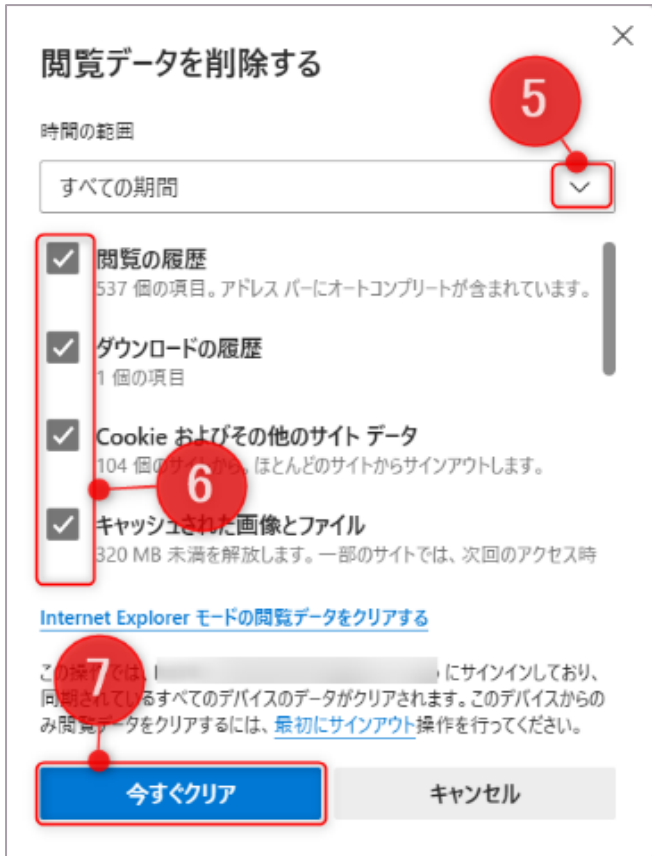 閲覧データを削除する
5
時間の範囲
すべての期間
閲覧の履歴
537 個の項目。アドレス バーにオートコンプリートが含まれています。
ダウンロードの履歴
1 個の項目
Cookie およびその他のサイト データ
104 個のサイトから。ほとんどのサイトからサインアウトします。
6
キャッシュされた画像とファイル
320 MB 未満を解放します。一部のサイトでは、次回のアクセス時
Internet Explorer モードの閲覧データをクリアする
この操作では、 にサインインしており、
7
同期されているすべてのデバイスのデータがクリアされます。このデバイスからの
み閲覧データをクリアするには、最初にサインアウト操作を行ってください。
今すぐクリア
キャンセル